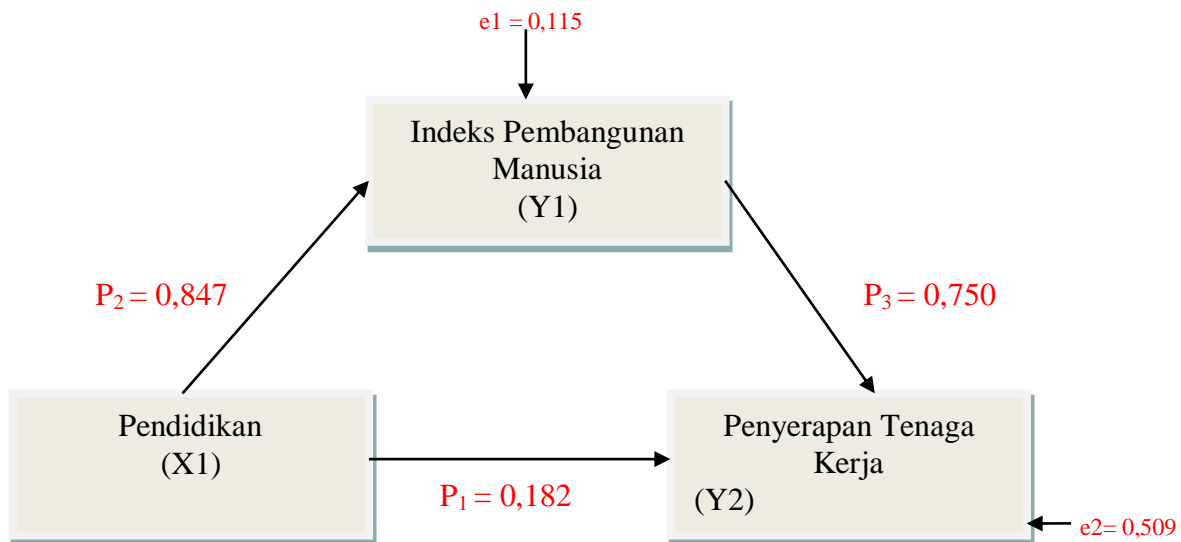 e1 = 0,115
Indeks Pembangunan
Manusia
(Y1)
P2 = 0,847
P3 = 0,750
Pendidikan
(X1)
P1 = 0,182
Penyerapan Tenaga
Kerja
(Y2)
e2= 0,509